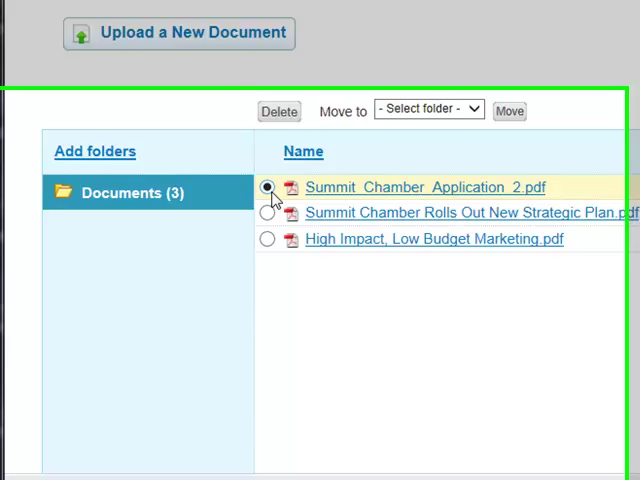 Upload a New Document
Delete Move to - Select folder - Move
Add folders Name
Documents (3) Summit_Chamber_Application_2.pdf
Summit Chamber Rolls Out New Strategic Plan.pdf
High Impact, Low Budget Marketing.pdf